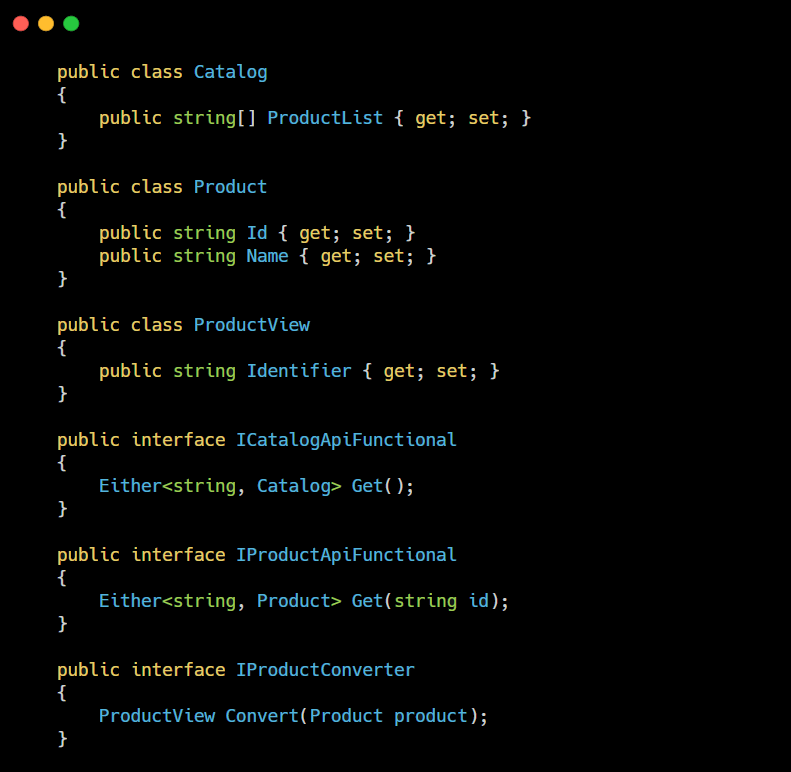 public class Catalog
{
    public string[] ProductList { get; set; }
}

public class Product
{
    public string Id { get; set; }
    public string Name { get; set; }
}

public class ProductView
{
    public string Identifier { get; set; }
}

public interface ICatalogApiFunctional
{
    Either<string, Catalog> Get();
}

public interface IProductApiFunctional
{
    Either<string, Product> Get(string id);
}

public interface IProductConverter
{
    ProductView Convert(Product product);
}